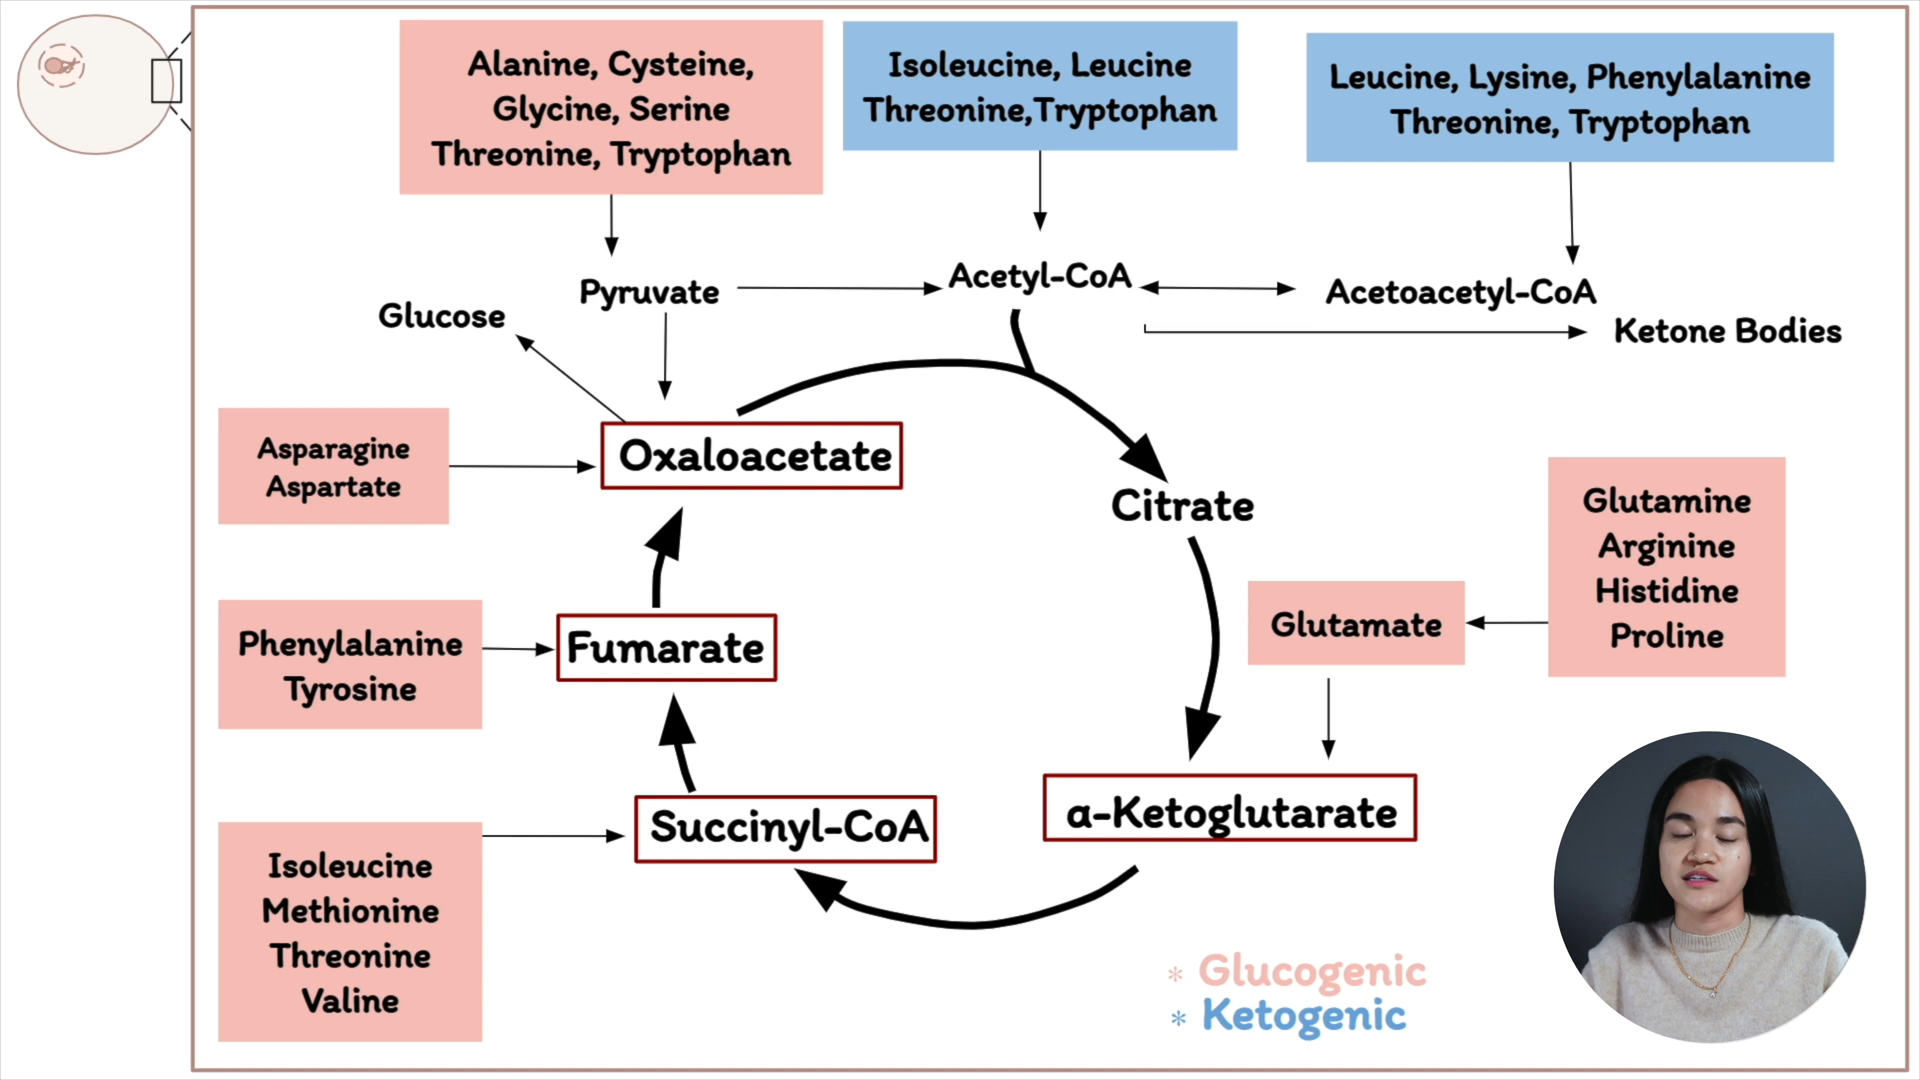 Alanine, Cysteine,
Glycine, Serine
Threonine, Tryptophan
Isoleucine, Leucine
Threonine,Tryptophan
Leucine, Lysine, Phenylalanine
Threonine, Tryptophan
Glucose
Pyruvate
Acetyl-CoA
Acetoacetyl-CoA
Ketone Bodies
Asparagine
Aspartate
Oxaloacetate
Citrate
Glutamine
Arginine
Histidine
Proline
Glutamate
Phenylalanine
Tyrosine
Fumarate
Succinyl-CoA
α-Ketoglutarate
Isoleucine
Methionine
Threonine
Valine
* Glucogenic
* Ketogenic